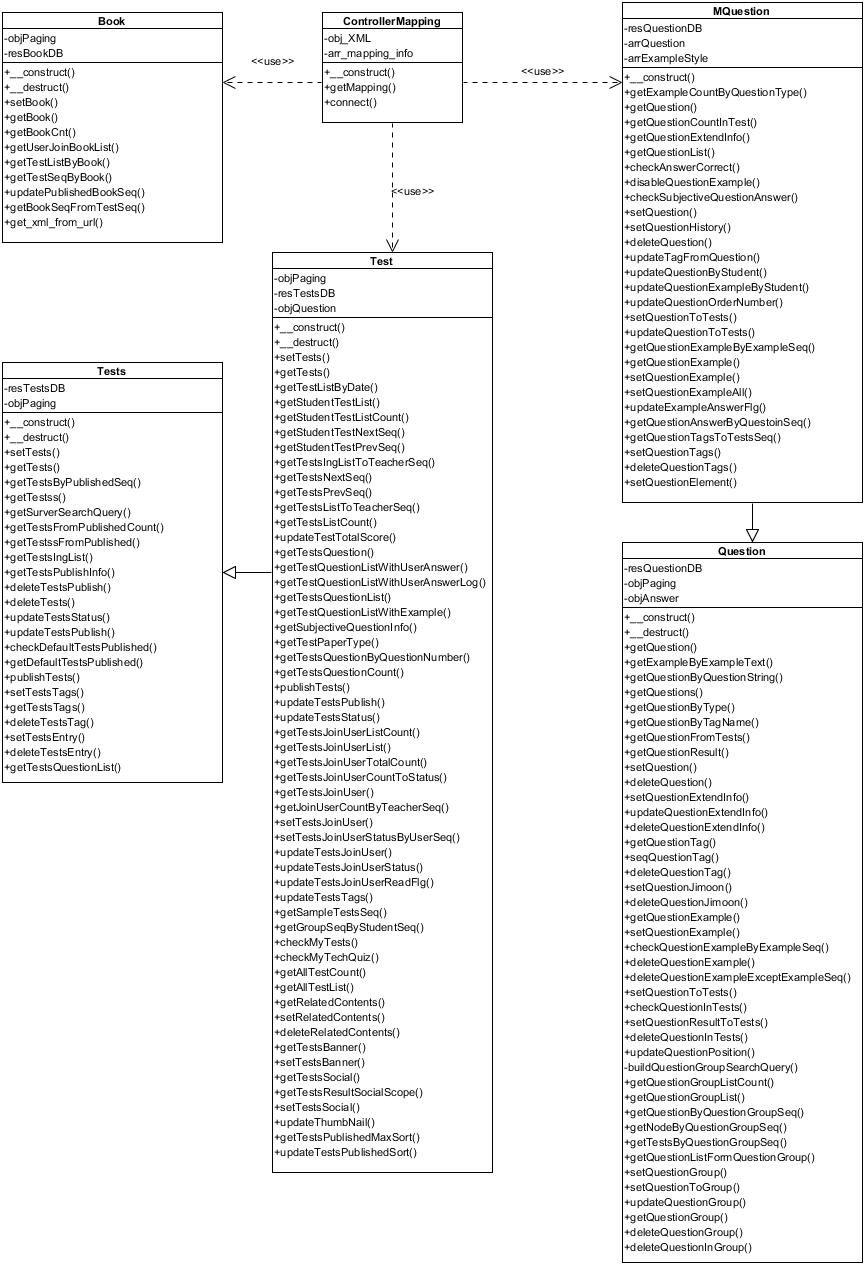 Book
-objPaging
-resBookDB
+__construct()
+__destruct()
+setBook()
+getBook()
+getBookCnt()
+getUserJoinBookList()
+getTestListByBook()
+getTestSeqByBook()
+updatePublishedBookSeq()
+getBookSeqFromTestSeq()
+get_xml_from_url()
<<use>>
ControllerMapping
-obj_XML
-arr_mapping_info
+__construct()
+getMapping()
+connect()
<<use>>
<<use>>
MQuestion
-resQuestionDB
-arrQuestion
-arrExampleStyle
+__construct()
+getExampleCountByQuestionType()
+getQuestion()
+getQuestionCountInTest()
+getQuestionExtendInfo()
+getQuestionList()
+checkAnswerCorrect()
+disableQuestionExample()
+checkSubjectiveQuestionAnswer()
+setQuestion()
+setQuestionHistory()
+deleteQuestion()
+updateTagFromQuestion()
+updateQuestionByStudent()
+updateQuestionExampleByStudent()
+updateQuestionOrderNumber()
+setQuestionToTests()
+updateQuestionToTests()
+getQuestionExampleByExampleSeq()
+getQuestionExample()
+setQuestionExample()
+setQuestionExampleAll()
+updateExampleAnswerFlg()
+getQuestionAnswerByQuestoinSeq()
+getQuestionTagsToTestsSeq()
+setQuestionTags()
+deleteQuestionTags()
+setQuestionElement()
Tests
-resTestsDB
-objPaging
+__construct()
+__destruct()
+setTests()
+getTests()
+getTestsByPublishedSeq()
+getTestss()
+getSurverSearchQuery()
+getTestsFromPublishedCount()
+getTestssFromPublished()
+getTestsIngList()
+getTestsPublishInfo()
+deleteTestsPublish()
+deleteTests()
+updateTestsStatus()
+updateTestsPublish()
+checkDefaultTestsPublished()
+getDefaultTestsPublished()
+publishTests()
+setTestsTags()
+getTestsTags()
+deleteTestsTag()
+setTestsEntry()
+deleteTestsEntry()
+getTestsQuestionList()
Test
-objPaging
-resTestsDB
-objQuestion
+__construct()
+__destruct()
+setTests()
+getTests()
+getTestListByDate()
+getStudentTestList()
+getStudentTestListCount()
+getStudentTestNextSeq()
+getStudentTestPrevSeq()
+getTestsIngListToTeacherSeq()
+getTestsNextSeq()
+getTestsPrevSeq()
+getTestsListToTeacherSeq()
+getTestsListCount()
+updateTestTotalScore()
+getTestsQuestion()
+getTestQuestionListWithUserAnswer()
+getTestQuestionListWithUserAnswerLog()
+getTestsQuestionList()
+getTestQuestionListWithExample()
+getSubjectiveQuestionInfo()
+getTestPaperType()
+getTestsQuestionByQuestionNumber()
+getTestsQuestionCount()
+publishTests()
+updateTestsPublish()
+updateTestsStatus()
+getTestsJoinUserListCount()
+getTestsJoinUserList()
+getTestsJoinUserTotalCount()
+getTestsJoinUserCountToStatus()
+getTestsJoinUser()
+getJoinUserCountByTeacherSeq()
+setTestsJoinUser()
+setTestsJoinUserStatusByUserSeq()
+updateTestsJoinUser()
+updateTestsJoinUserStatus()
+updateTestsJoinUserReadFlg()
+updateTestsTags()
+getSampleTestsSeq()
+getGroupSeqByStudentSeq()
+checkMyTests()
+checkMyTechQuiz()
+getAllTestCount()
+getAllTestList()
+getRelatedContents()
+setRelatedContents()
+deleteRelatedContents()
+getTestsBanner()
+setTestsBanner()
+getTestsSocial()
+getTestsResultSocialScope()
+setTestsSocial()
+updateThumbNail()
+getTestsPublishedMaxSort()
+updateTestsPublishedSort()
Question
-resQuestionDB
-objPaging
-objAnswer
+__construct()
+__destruct()
+getQuestion()
+getExampleByExampleText()
+getQuestionByQuestionString()
+getQuestions()
+getQuestionByType()
+getQuestionByTagName()
+getQuestionFromTests()
+getQuestionResult()
+setQuestion()
+deleteQuestion()
+setQuestionExtendInfo()
+updateQuestionExtendInfo()
+deleteQuestionExtendInfo()
+getQuestionTag()
+seqQuestionTag()
+deleteQuestionTag()
+setQuestionJimoon()
+deleteQuestionJimoon()
+getQuestionExample()
+setQuestionExample()
+checkQuestionExampleByExampleSeq()
+deleteQuestionExample()
+deleteQuestionExampleExceptExampleSeq()
+setQuestionToTests()
+checkQuestionInTests()
+setQuestionResultToTests()
+deleteQuestionInTests()
+updateQuestionPosition()
-buildQuestionGroupSearchQuery()
+getQuestionGroupListCount()
+getQuestionGroupList()
+getQuestionByQuestionGroupSeq()
+getNodeByQuestionGroupSeq()
+getTestsByQuestionGroupSeq()
+getQuestionListFormQuestionGroup()
+setQuestionGroup()
+setQuestionToGroup()
+updateQuestionGroup()
+getQuestionGroup()
+deleteQuestionGroup()
+deleteQuestionInGroup()